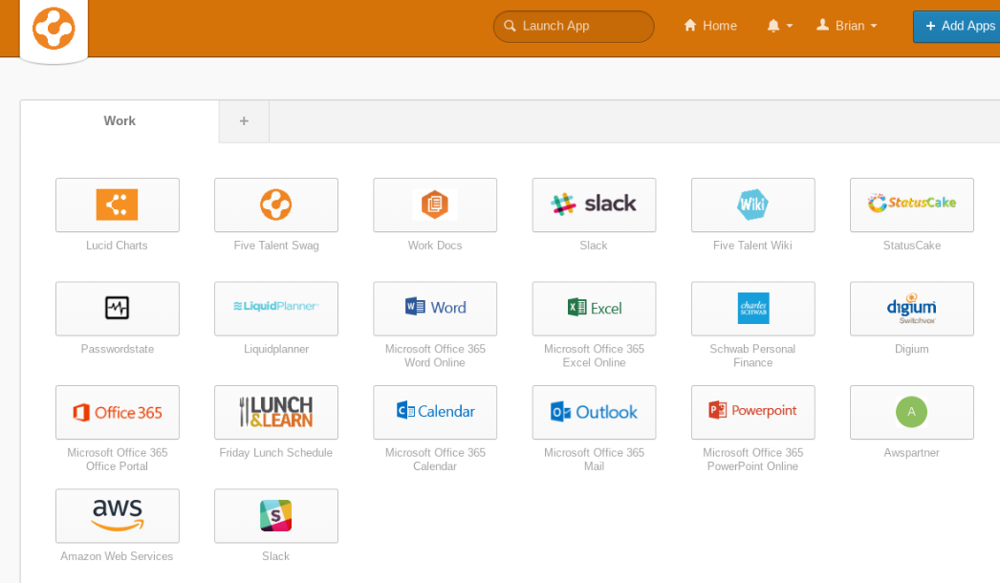 Launch App
Home
Brian
+ Add Apps
Work
+
Lucid Charts
Five Talent Swag
Work Docs
slack
Slack
Wiki
Five Talent Wiki
StatusCake
StatusCake
Passwordstate
LiquidPlanner
Liquidplanner
W Word
Microsoft Office 365
Word Online
X Excel
Microsoft Office 365
Excel Online
charles
SCHWAB
Schwab Personal
Finance
digium
Switchvox
Digium
Office 365
Microsoft Office 365
Office Portal
LUNCH
&LEARN
Friday Lunch Schedule
C Calendar
Microsoft Office 365
Calendar
O Outlook
Microsoft Office 365
Mail
P Powerpoint
Microsoft Office 365
PowerPoint Online
A
Awspartner
aws
Amazon Web Services
S
Slack